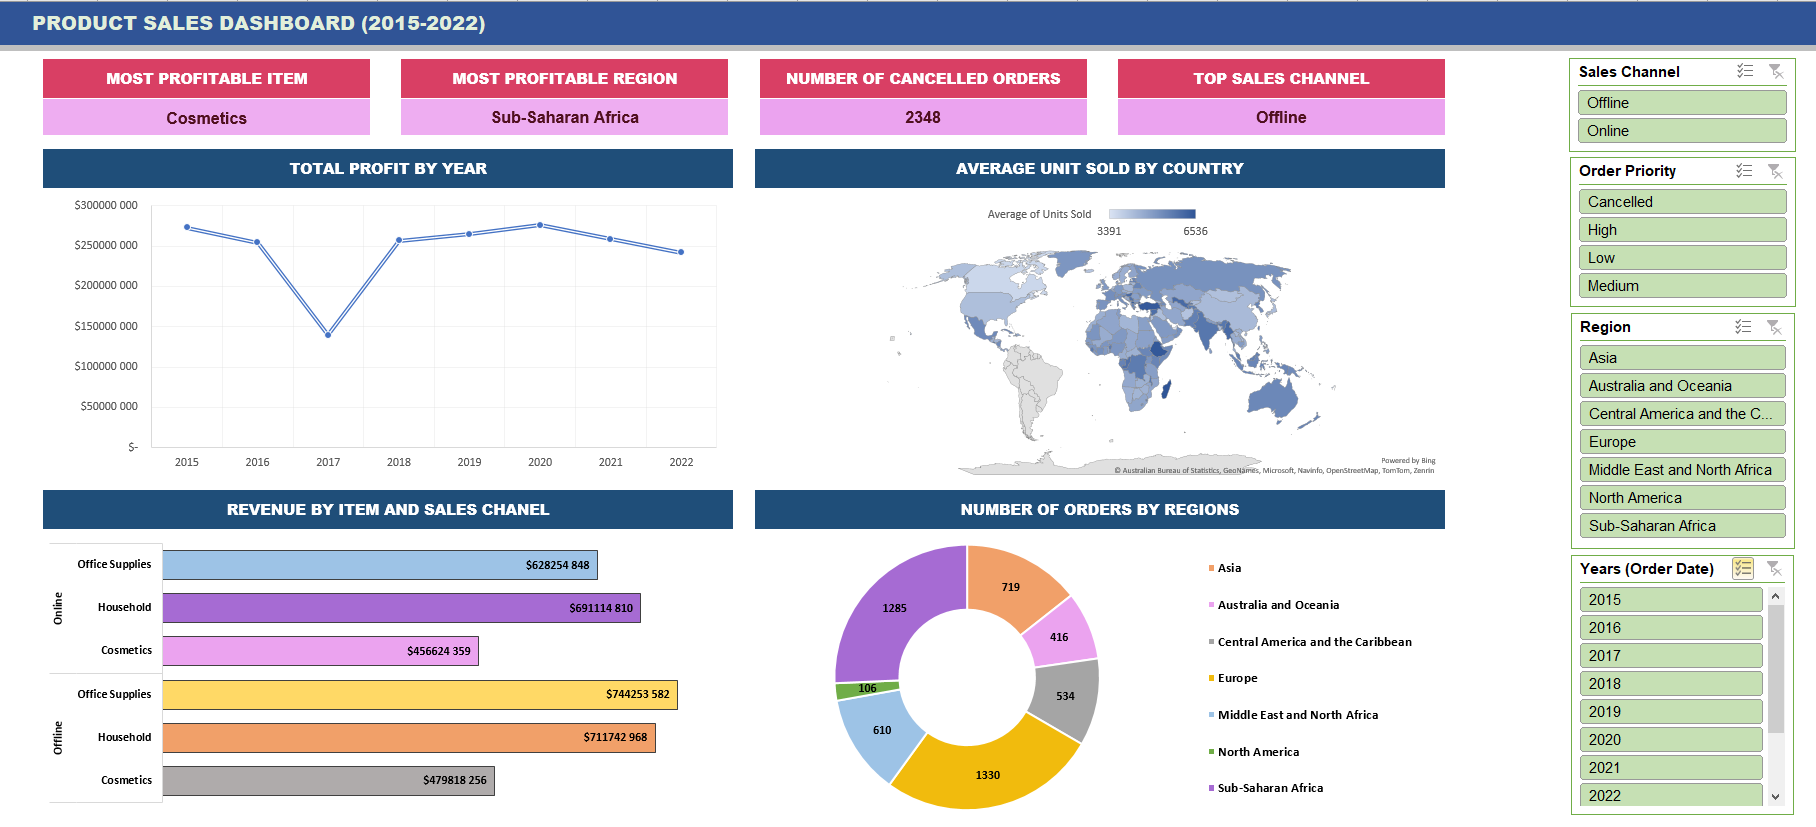 PRODUCT SALES DASHBOARD (2015-2022)
MOST PROFITABLE ITEM
Cosmetics
MOST PROFITABLE REGION
Sub-Saharan Africa
NUMBER OF CANCELLED ORDERS
2348
TOP SALES CHANNEL
Offline
TOTAL PROFIT BY YEAR
$300000 000
$250000 000
$200000 000
$150000 000
$100000 000
$50000 000
$-
2015 2016 2017 2018 2019 2020 2021 2022
AVERAGE UNIT SOLD BY COUNTRY
Average of Units Sold
3391 6536
Powered by Bing
© Australian Bureau of Statistics, GeoNames, Microsoft, Navinfo, OpenStreetMap, TomTom, Zenrin
REVENUE BY ITEM AND SALES CHANEL
Online
Office Supplies $628254 848
Household $691114 810
Cosmetics $456624 359
Offline
Office Supplies $744253 582
Household $711742 968
Cosmetics $479818 256
NUMBER OF ORDERS BY REGIONS
719
416
534
1330
610
106
1285
Asia
Australia and Oceania
Central America and the Caribbean
Europe
Middle East and North Africa
North America
Sub-Saharan Africa
Sales Channel
Offline
Online
Order Priority
Cancelled
High
Low
Medium
Region
Asia
Australia and Oceania
Central America and the C...
Europe
Middle East and North Africa
North America
Sub-Saharan Africa
Years (Order Date)
2015
2016
2017
2018
2019
2020
2021
2022